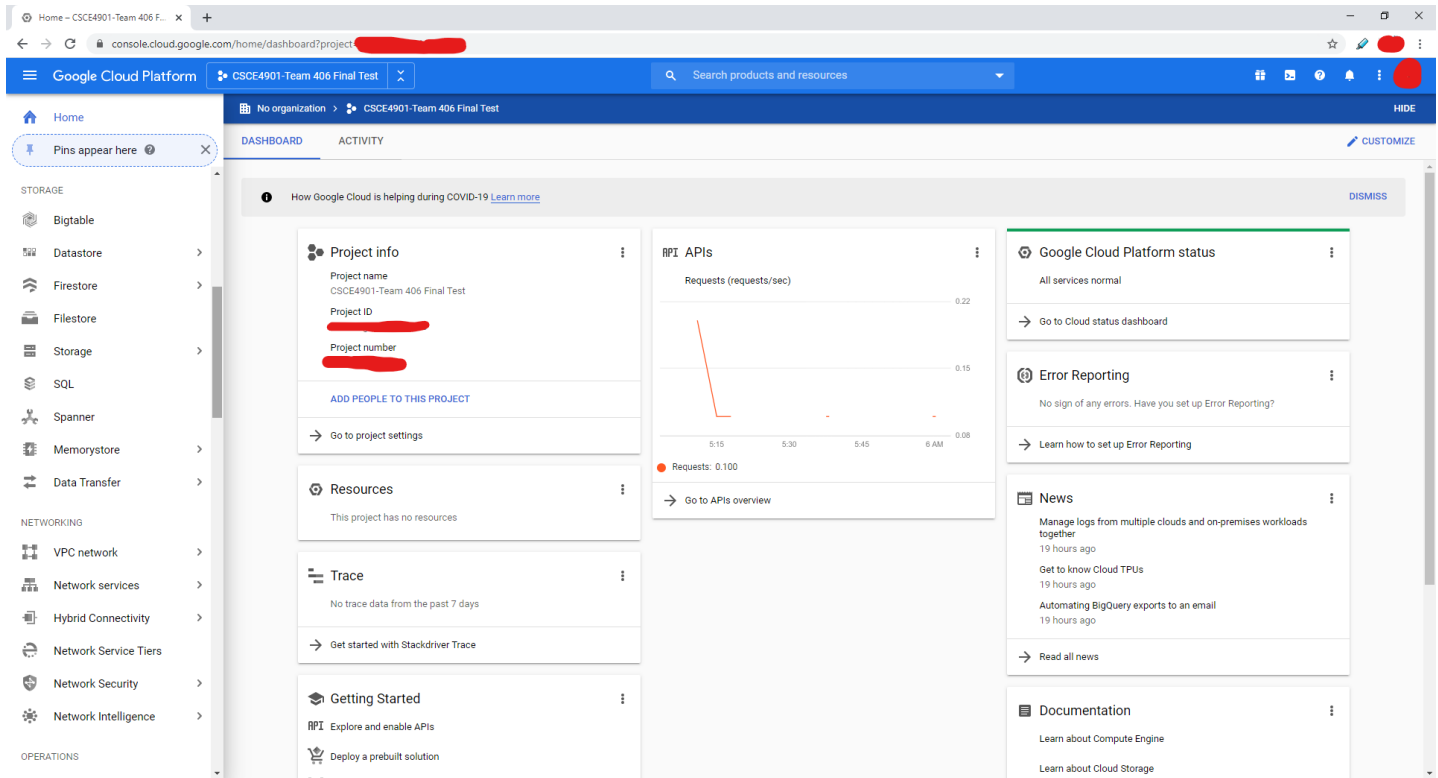 Home – CSCE4901-Team 406 F...
console.cloud.google.com/home/dashboard?project=
Google Cloud Platform
CSCE4901-Team 406 Final Test
Search products and resources
No organization > CSCE4901-Team 406 Final Test
HIDE
Home
Pins appear here
DASHBOARD
ACTIVITY
CUSTOMIZE
STORAGE
Bigtable
Datastore
Firestore
Filestore
Storage
SQL
Spanner
Memorystore
Data Transfer
NETWORKING
VPC network
Network services
Hybrid Connectivity
Network Service Tiers
Network Security
Network Intelligence
OPERATIONS
How Google Cloud is helping during COVID-19 Learn more
DISMISS
Project info
Project name
CSCE4901-Team 406 Final Test
Project ID
Project number
ADD PEOPLE TO THIS PROJECT
Go to project settings
Resources
This project has no resources
Trace
No trace data from the past 7 days
Get started with Stackdriver Trace
Getting Started
API Explore and enable APIs
Deploy a prebuilt solution
API APIs
Requests (requests/sec)
0.22
0.15
0.08
5:15 5:30 5:45 6 AM
Requests: 0.100
Go to APIs overview
Google Cloud Platform status
All services normal
Go to Cloud status dashboard
Error Reporting
No sign of any errors. Have you set up Error Reporting?
Learn how to set up Error Reporting
News
Manage logs from multiple clouds and on-premises workloads
together
19 hours ago
Get to know Cloud TPUs
19 hours ago
Automating BigQuery exports to an email
19 hours ago
Read all news
Documentation
Learn about Compute Engine
Learn about Cloud Storage